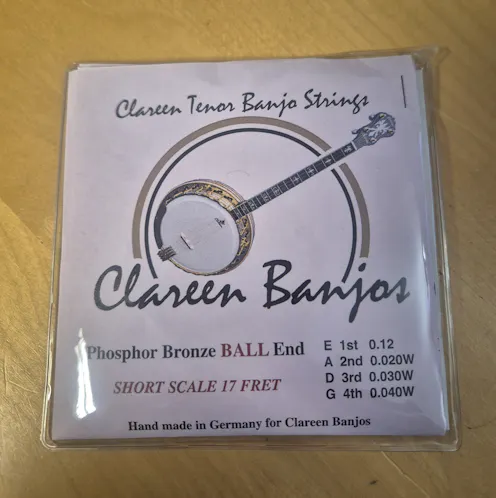 Clareen Tenor Banjo Strings
Clareen Banjos
Phosphor Bronze BALL End
SHORT SCALE 17 FRET
E 1st 0.12
A 2nd 0.020W
D 3rd 0.030W
G 4th 0.040W
Hand made in Germany for Clareen Banjos